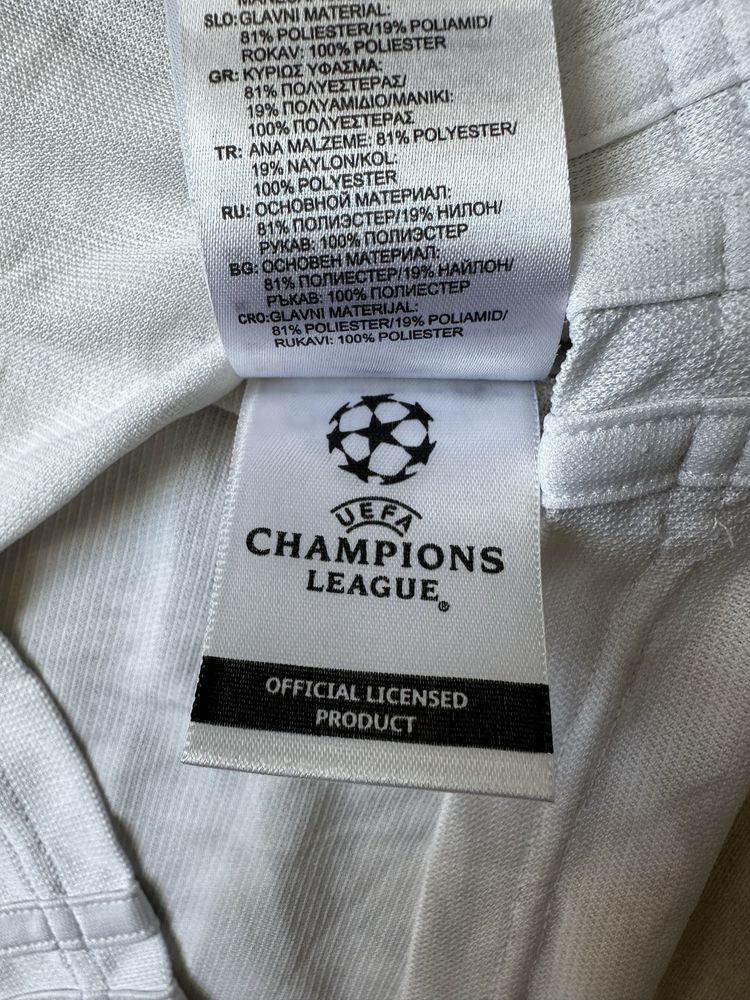 SLO:GLAVNI MATERIAL:
81% POLIESTER/19% POLIAMID/
ROKAV: 100% POLIESTER
GR: ΚΥΡΙΩΣ ΥΦΑΣΜΑ:
81% ΠΟΛΥΕΣΤΕΡΑΣ/
19% ΠΟΛΥΑΜΙΔΙΟ/ΜΑΝΙΚΙ:
100% ΠΟΛΥΕΣΤΕΡΑΣ
TR: ANA MALZEME: 81% POLYESTER/
19% NAYLON/KOL:
100% POLYESTER
RU: ОСНОВНОЙ МАТЕРИАЛ:
81% ПОЛИЭСТЕР/19% НИЛОН/
РУКАВ: 100% ПОЛИЭСТЕР
BG: ОСНОВЕН МАТЕРИАЛ:
81% ПОЛИЕСТЕР/19% НАЙЛОН/
РЪКАВ: 100% ПОЛИЕСТЕР
CRO:GLAVNI MATERIJAL:
81% POLIESTER/19% POLIAMID/
RUKAVI: 100% POLIESTER
UEFA
CHAMPIONS
LEAGUE®
OFFICIAL LICENSED
PRODUCT